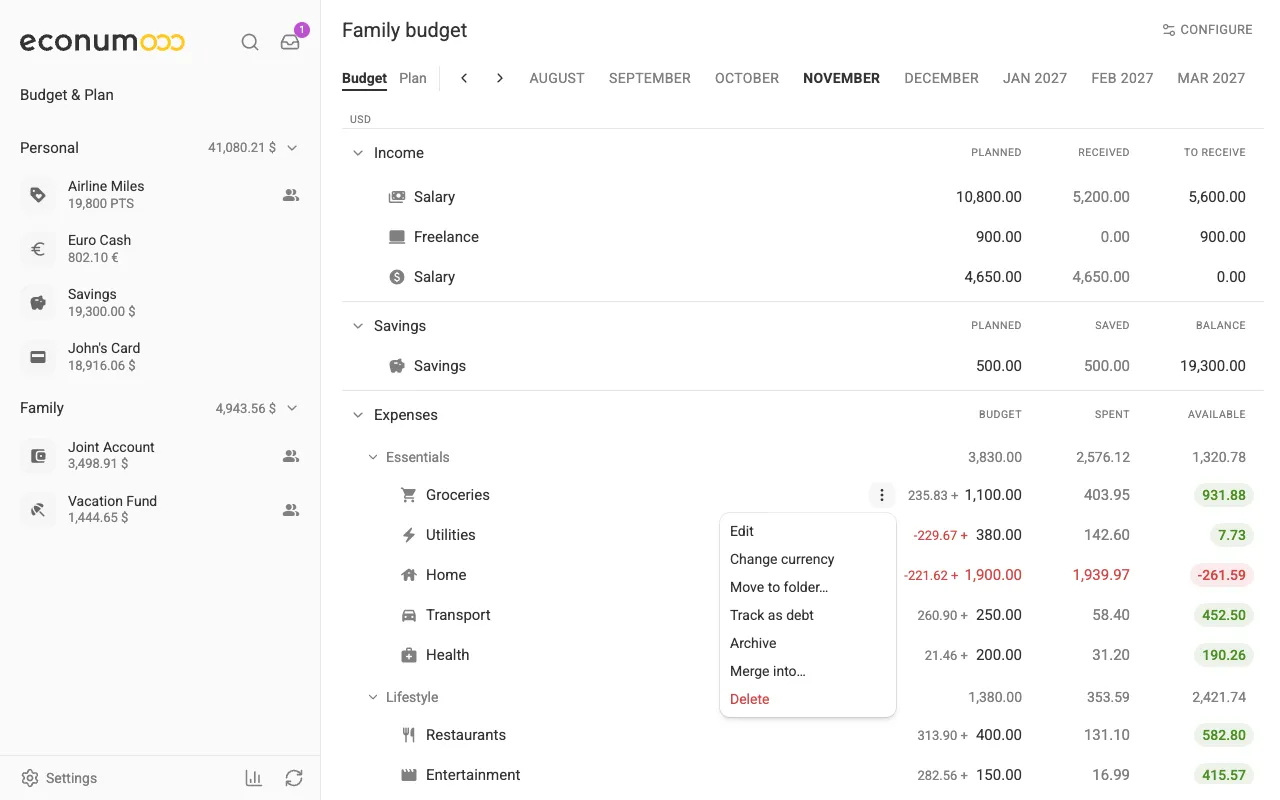 econumooo
1
Budget & Plan
Personal 41,080.21 $
Airline Miles
19,800 PTS
Euro Cash
802.10 €
Savings
19,300.00 $
John's Card
18,916.06 $
Family 4,943.56 $
Joint Account
3,498.91 $
Vacation Fund
1,444.65 $
Settings
Family budget CONFIGURE
Budget Plan AUGUST SEPTEMBER OCTOBER NOVEMBER DECEMBER JAN 2027 FEB 2027 MAR 2027
USD
Income PLANNED RECEIVED TO RECEIVE
Salary 10,800.00 5,200.00 5,600.00
Freelance 900.00 0.00 900.00
Salary 4,650.00 4,650.00 0.00
Savings PLANNED SAVED BALANCE
Savings 500.00 500.00 19,300.00
Expenses BUDGET SPENT AVAILABLE
Essentials 3,830.00 2,576.12 1,320.78
Groceries 235.83 + 1,100.00 403.95 931.88
Utilities -229.67 + 380.00 142.60 7.73
Home -221.62 + 1,900.00 1,939.97 -261.59
Transport 260.90 + 250.00 58.40 452.50
Health 21.46 + 200.00 31.20 190.26
Lifestyle 1,380.00 353.59 2,421.74
Restaurants 313.90 + 400.00 131.10 582.80
Entertainment 282.56 + 150.00 16.99 415.57
Edit
Change currency
Move to folder...
Track as debt
Archive
Merge into...
Delete